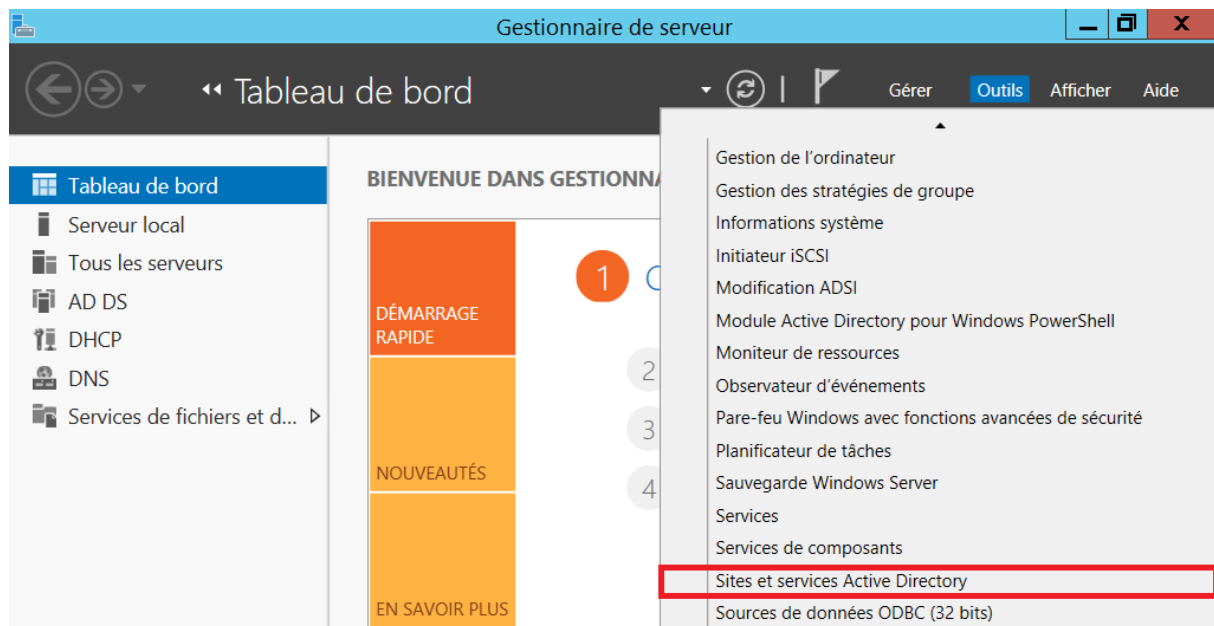 Gestionnaire de serveur
Tableau de bord
Gérer Outils Afficher Aide
Tableau de bord
Serveur local
Tous les serveurs
AD DS
DHCP
DNS
Services de fichiers et d...
BIENVENUE DANS GESTIONNA
DÉMARRAGE
RAPIDE
NOUVEAUTÉS
EN SAVOIR PLUS
1
2
3
4
Gestion de l'ordinateur
Gestion des stratégies de groupe
Informations système
Initiateur iSCSI
Modification ADSI
Module Active Directory pour Windows PowerShell
Moniteur de ressources
Observateur d'événements
Pare-feu Windows avec fonctions avancées de sécurité
Planificateur de tâches
Sauvegarde Windows Server
Services
Services de composants
Sites et services Active Directory
Sources de données ODBC (32 bits)